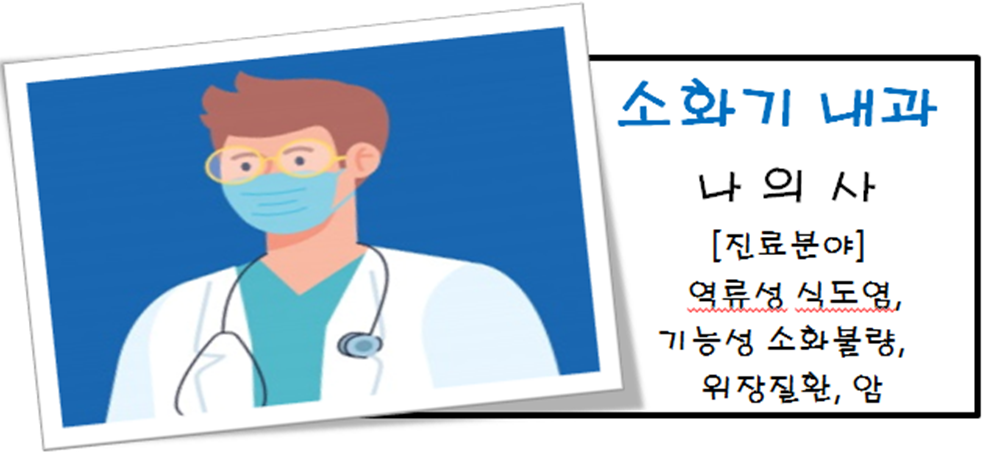 소화기 내과
나 의 사
[진료분야]
역류성 식도염,
기능성 소화불량,
위장질환, 암